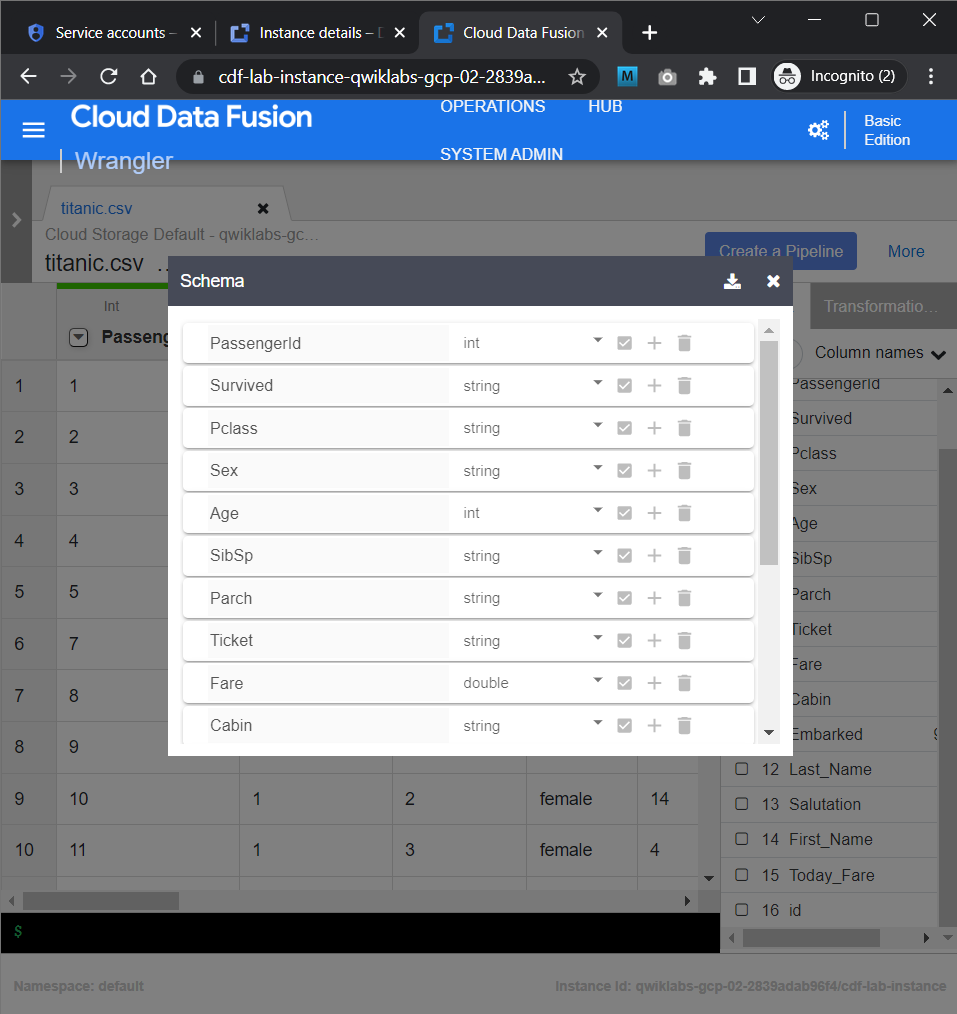 Service accounts –
Instance details – D
Cloud Data Fusion
cdf-lab-instance-qwiklabs-gcp-02-2839a...
M
Incognito (2)
Cloud Data Fusion
Wrangler
OPERATIONS HUB
SYSTEM ADMIN
Basic
Edition
titanic.csv
Cloud Storage Default - qwiklabs-gc...
titanic.csv ..
Create a Pipeline
More
Schema
Int
Passeng
Transformatio...
Column names
PassengerId int
Survived string
Pclass string
Sex string
Age int
SibSp string
Parch string
Ticket string
Fare double
Cabin string
1 1
2 2
3 3
4 4
5 5
6 7
7 8
8 9
9 10 1 2 female 14
10 11 1 3 female 4
PassengerId
Survived
Pclass
Sex
Age
SibSp
Parch
Ticket
Fare
Cabin
Embarked
12 Last_Name
13 Salutation
14 First_Name
15 Today_Fare
16 id
$
Namespace: default
Instance Id: qwiklabs-gcp-02-2839adab96f4/cdf-lab-instance